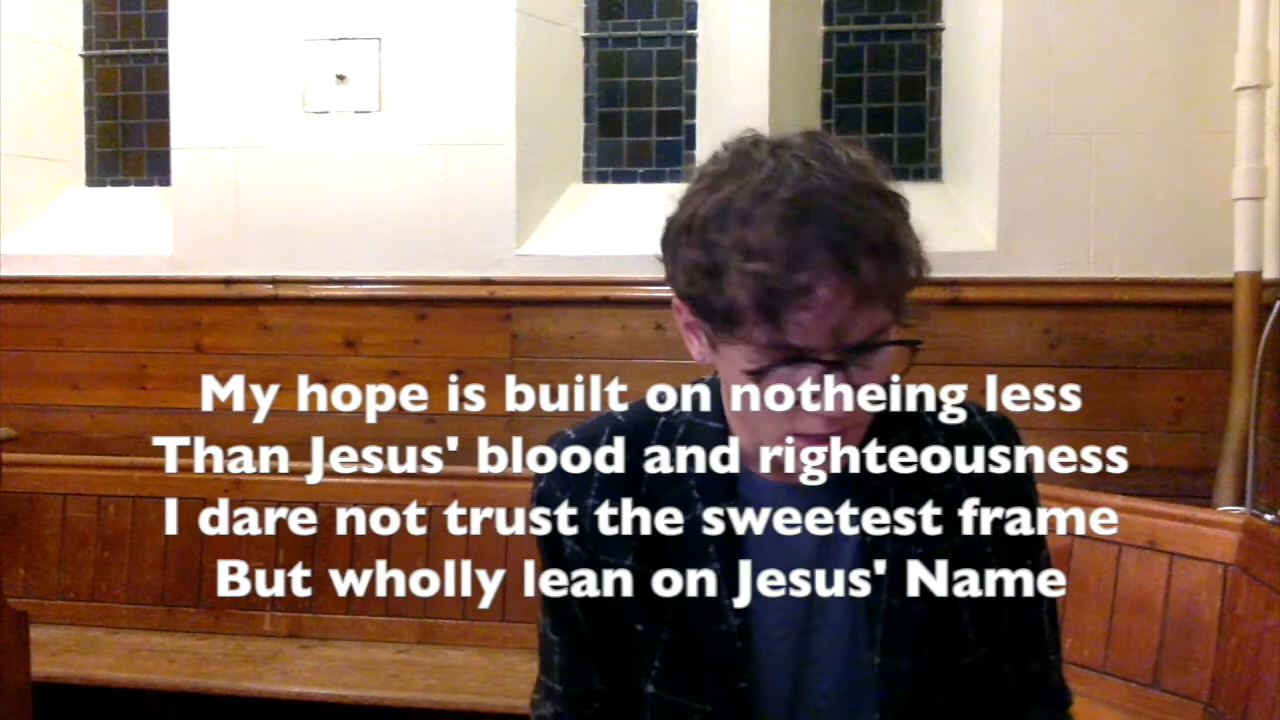 My hope is built on notheing less
Than Jesus' blood and righteousness
I dare not trust the sweetest frame
But wholly lean on Jesus' Name